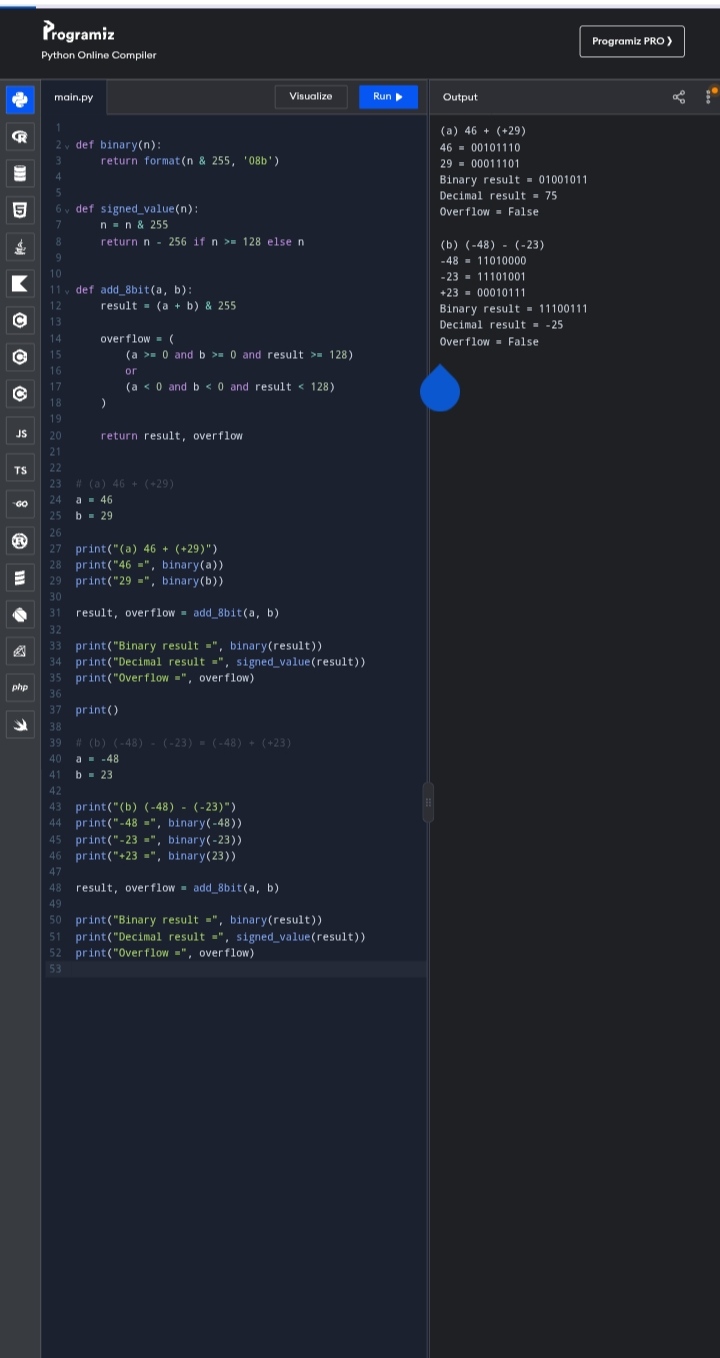 Programiz
Python Online Compiler
Programiz PRO ❯
main.py
Visualize
Run
1
2 def binary(n):
3     return format(n & 255, '08b')
4
5
6 def signed_value(n):
7     n = n & 255
8     return n - 256 if n >= 128 else n
9
10
11 def add_8bit(a, b):
12     result = (a + b) & 255
13
14     overflow = (
15         (a >= 0 and b >= 0 and result >= 128)
16         or
17         (a < 0 and b < 0 and result < 128)
18     )
19
20     return result, overflow
21
22
23 # (a) 46 + (+29)
24 a = 46
25 b = 29
26
27 print("(a) 46 + (+29)")
28 print("46 =", binary(a))
29 print("29 =", binary(b))
30
31 result, overflow = add_8bit(a, b)
32
33 print("Binary result =", binary(result))
34 print("Decimal result =", signed_value(result))
35 print("Overflow =", overflow)
36
37 print()
38
39 # (b) (-48) - (-23) = (-48) + (+23)
40 a = -48
41 b = 23
42
43 print("(b) (-48) - (-23)")
44 print("-48 =", binary(-48))
45 print("-23 =", binary(-23))
46 print("+23 =", binary(23))
47
48 result, overflow = add_8bit(a, b)
49
50 print("Binary result =", binary(result))
51 print("Decimal result =", signed_value(result))
52 print("Overflow =", overflow)
53
Output
(a) 46 + (+29)
46 = 00101110
29 = 00011101
Binary result = 01001011
Decimal result = 75
Overflow = False

(b) (-48) - (-23)
-48 = 11010000
-23 = 11101001
+23 = 00010111
Binary result = 11100111
Decimal result = -25
Overflow = False
R
5
C
C
C
JS
TS
GO
R
php